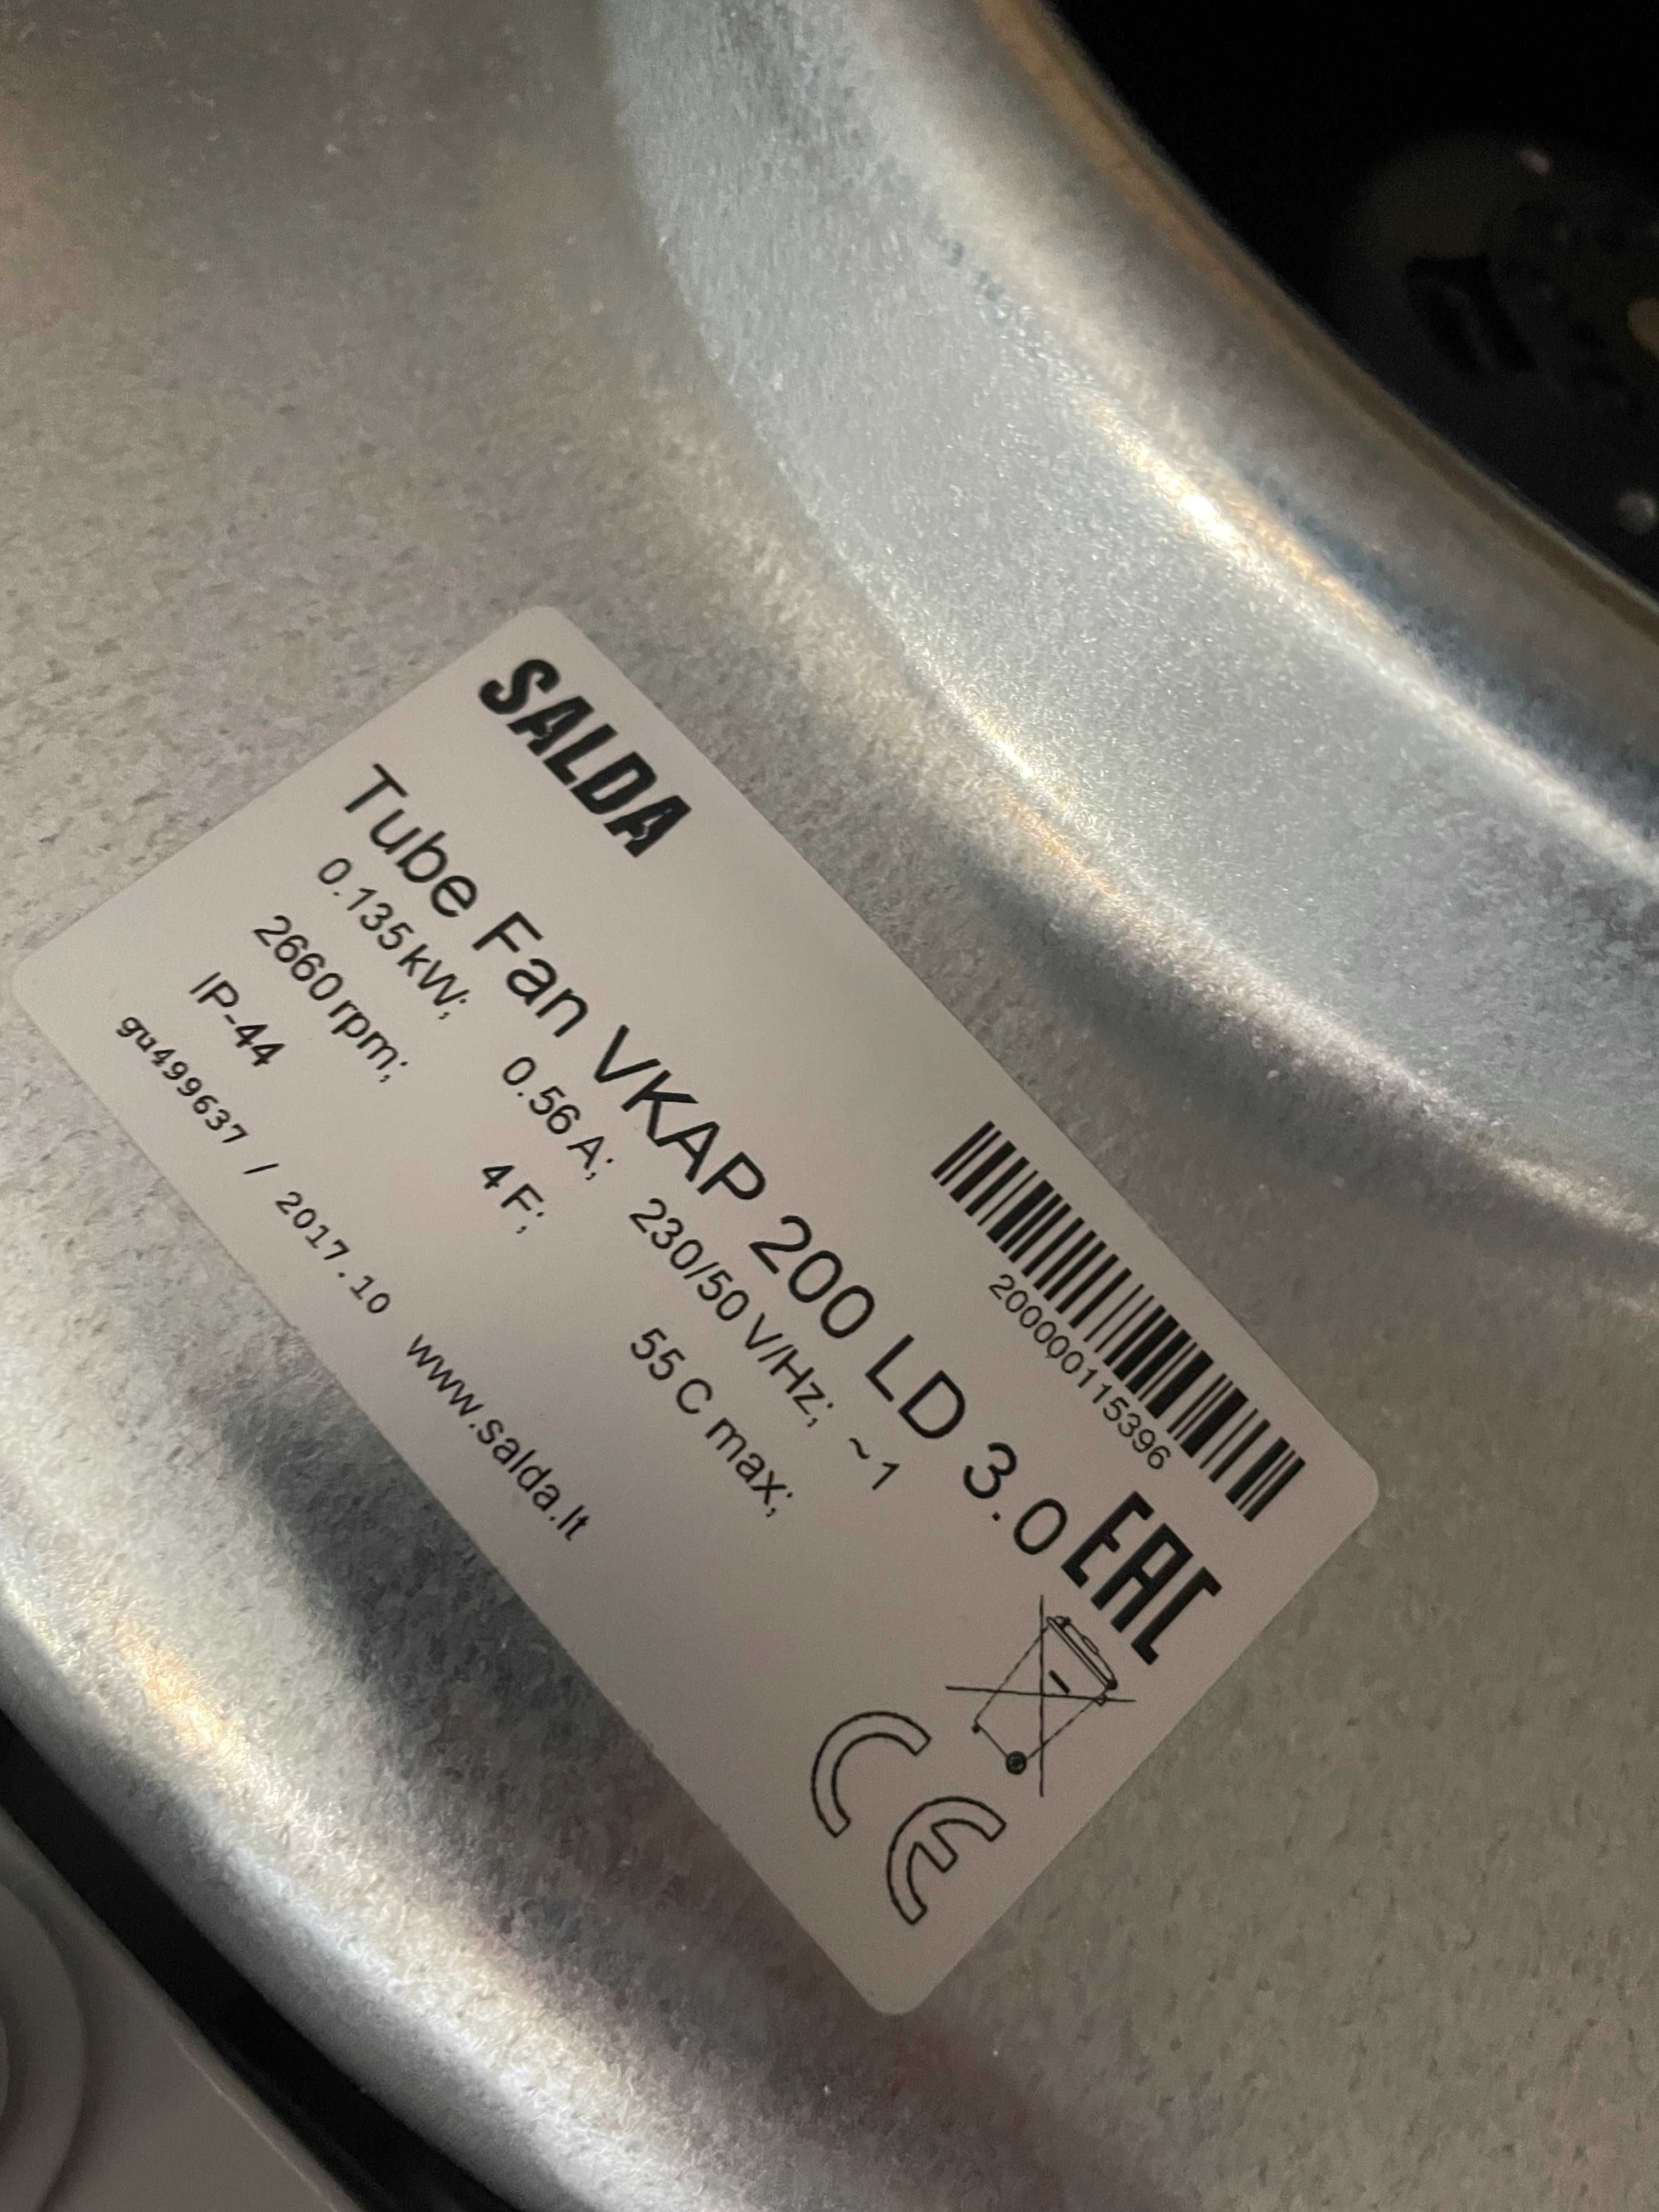 SALDA
2000000115396
Tube Fan VKAP 200 LD 3.0
EAC
0.135 kW; 0.56 A; 230/50 V/Hz; ~1
2660 rpm; 4 F; 55 C max;
IP-44
gu499637 / 2017.10 www.salda.lt
CE